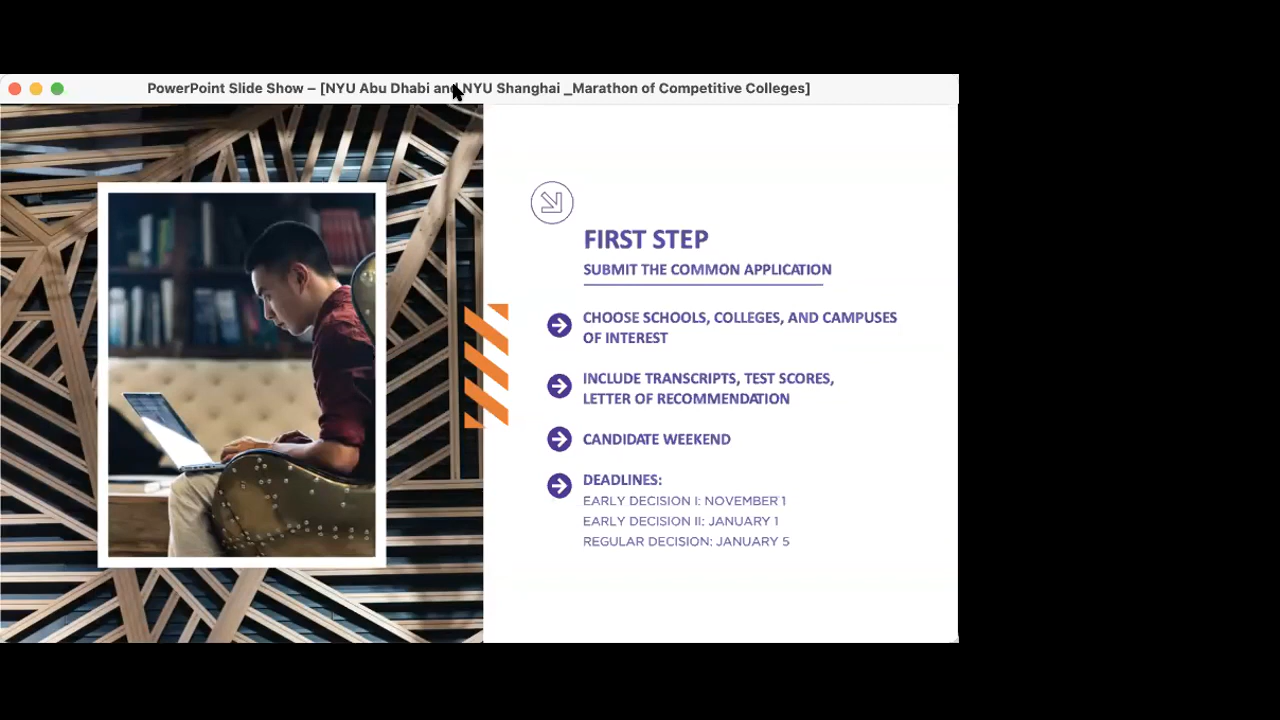 PowerPoint Slide Show – [NYU Abu Dhabi and NYU Shanghai _Marathon of Competitive Colleges]
FIRST STEP
SUBMIT THE COMMON APPLICATION
CHOOSE SCHOOLS, COLLEGES, AND CAMPUSES
OF INTEREST
INCLUDE TRANSCRIPTS, TEST SCORES,
LETTER OF RECOMMENDATION
CANDIDATE WEEKEND
DEADLINES:
EARLY DECISION I: NOVEMBER 1
EARLY DECISION II: JANUARY 1
REGULAR DECISION: JANUARY 5